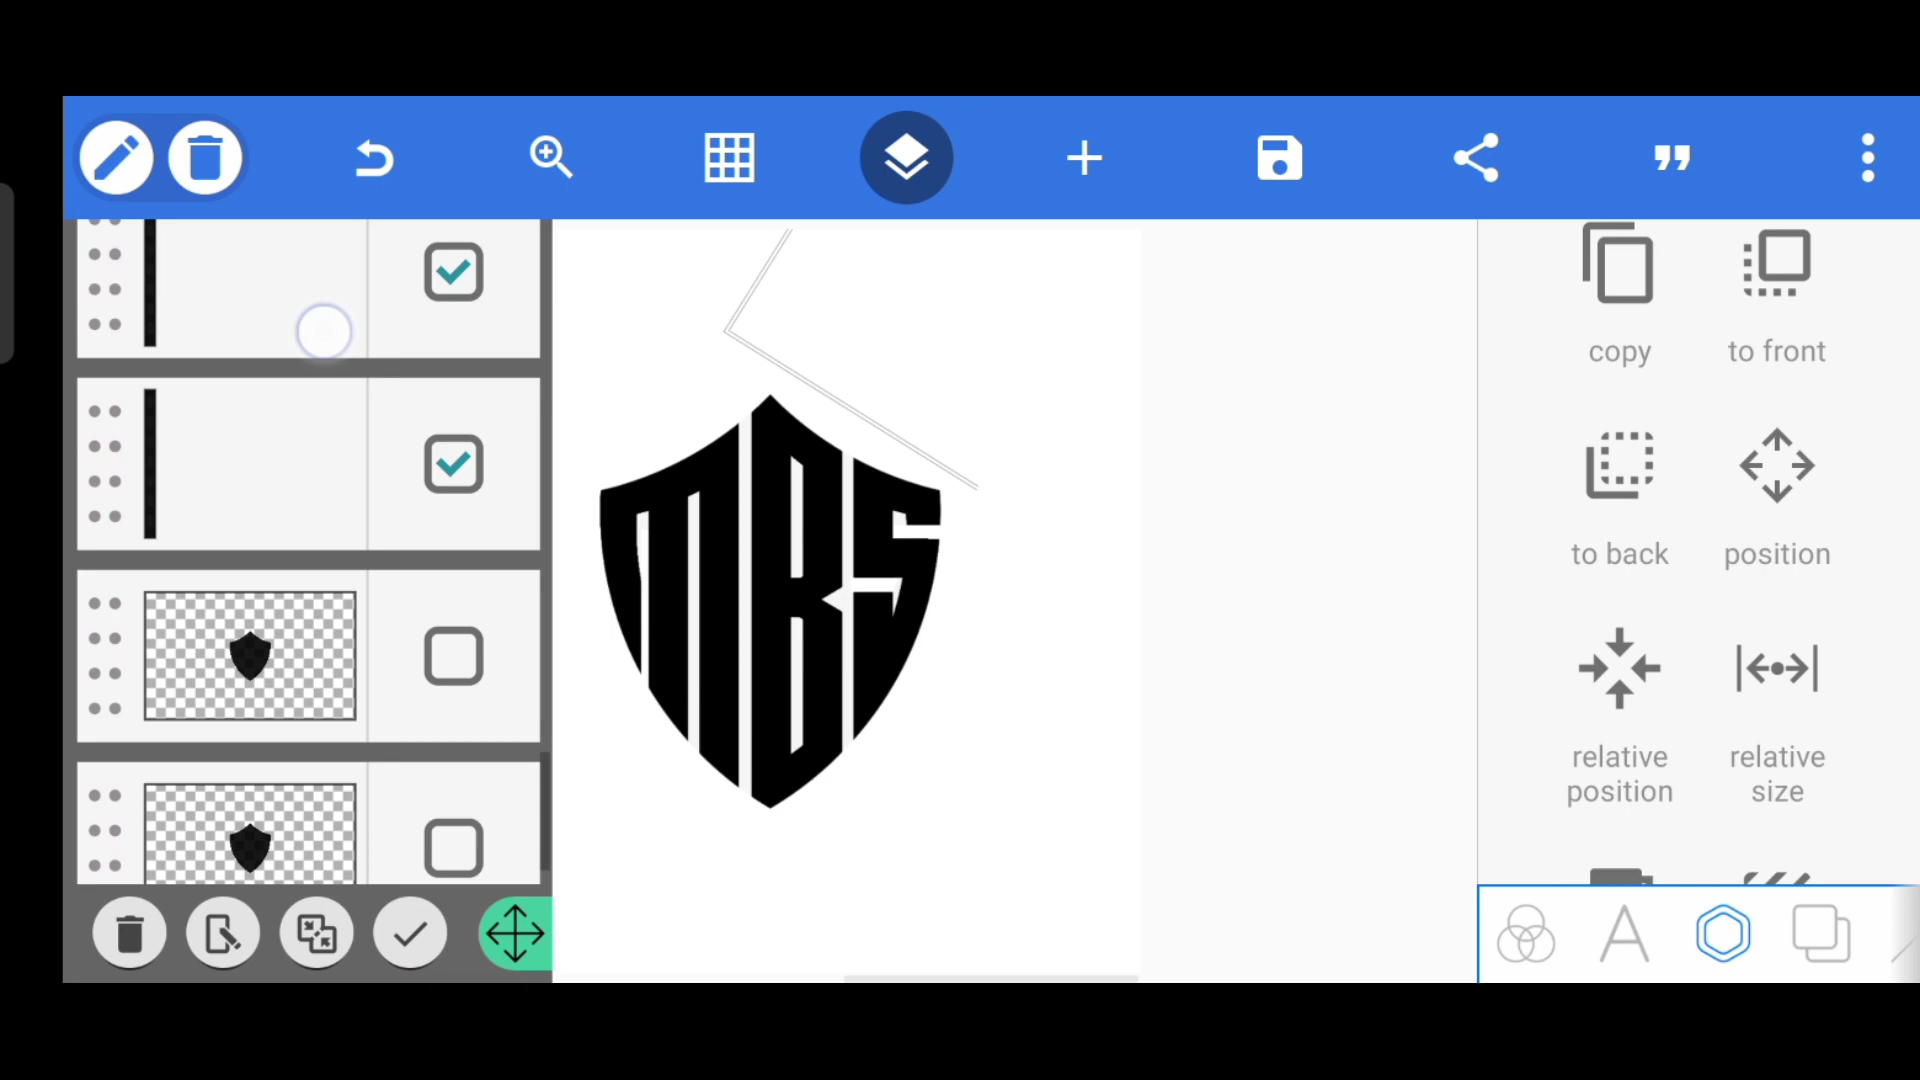 MBS
copy
to front
to back
position
relative
position
relative
size